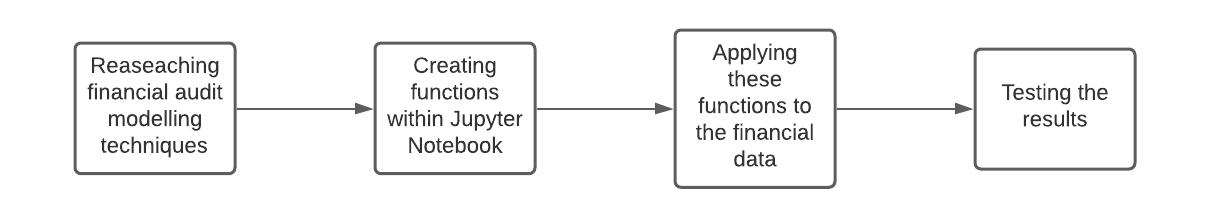 Reaseaching
financial audit
modelling
techniques
Creating
functions
within Jupyter
Notebook
Applying
these
functions to
the financial
data
Testing the
results